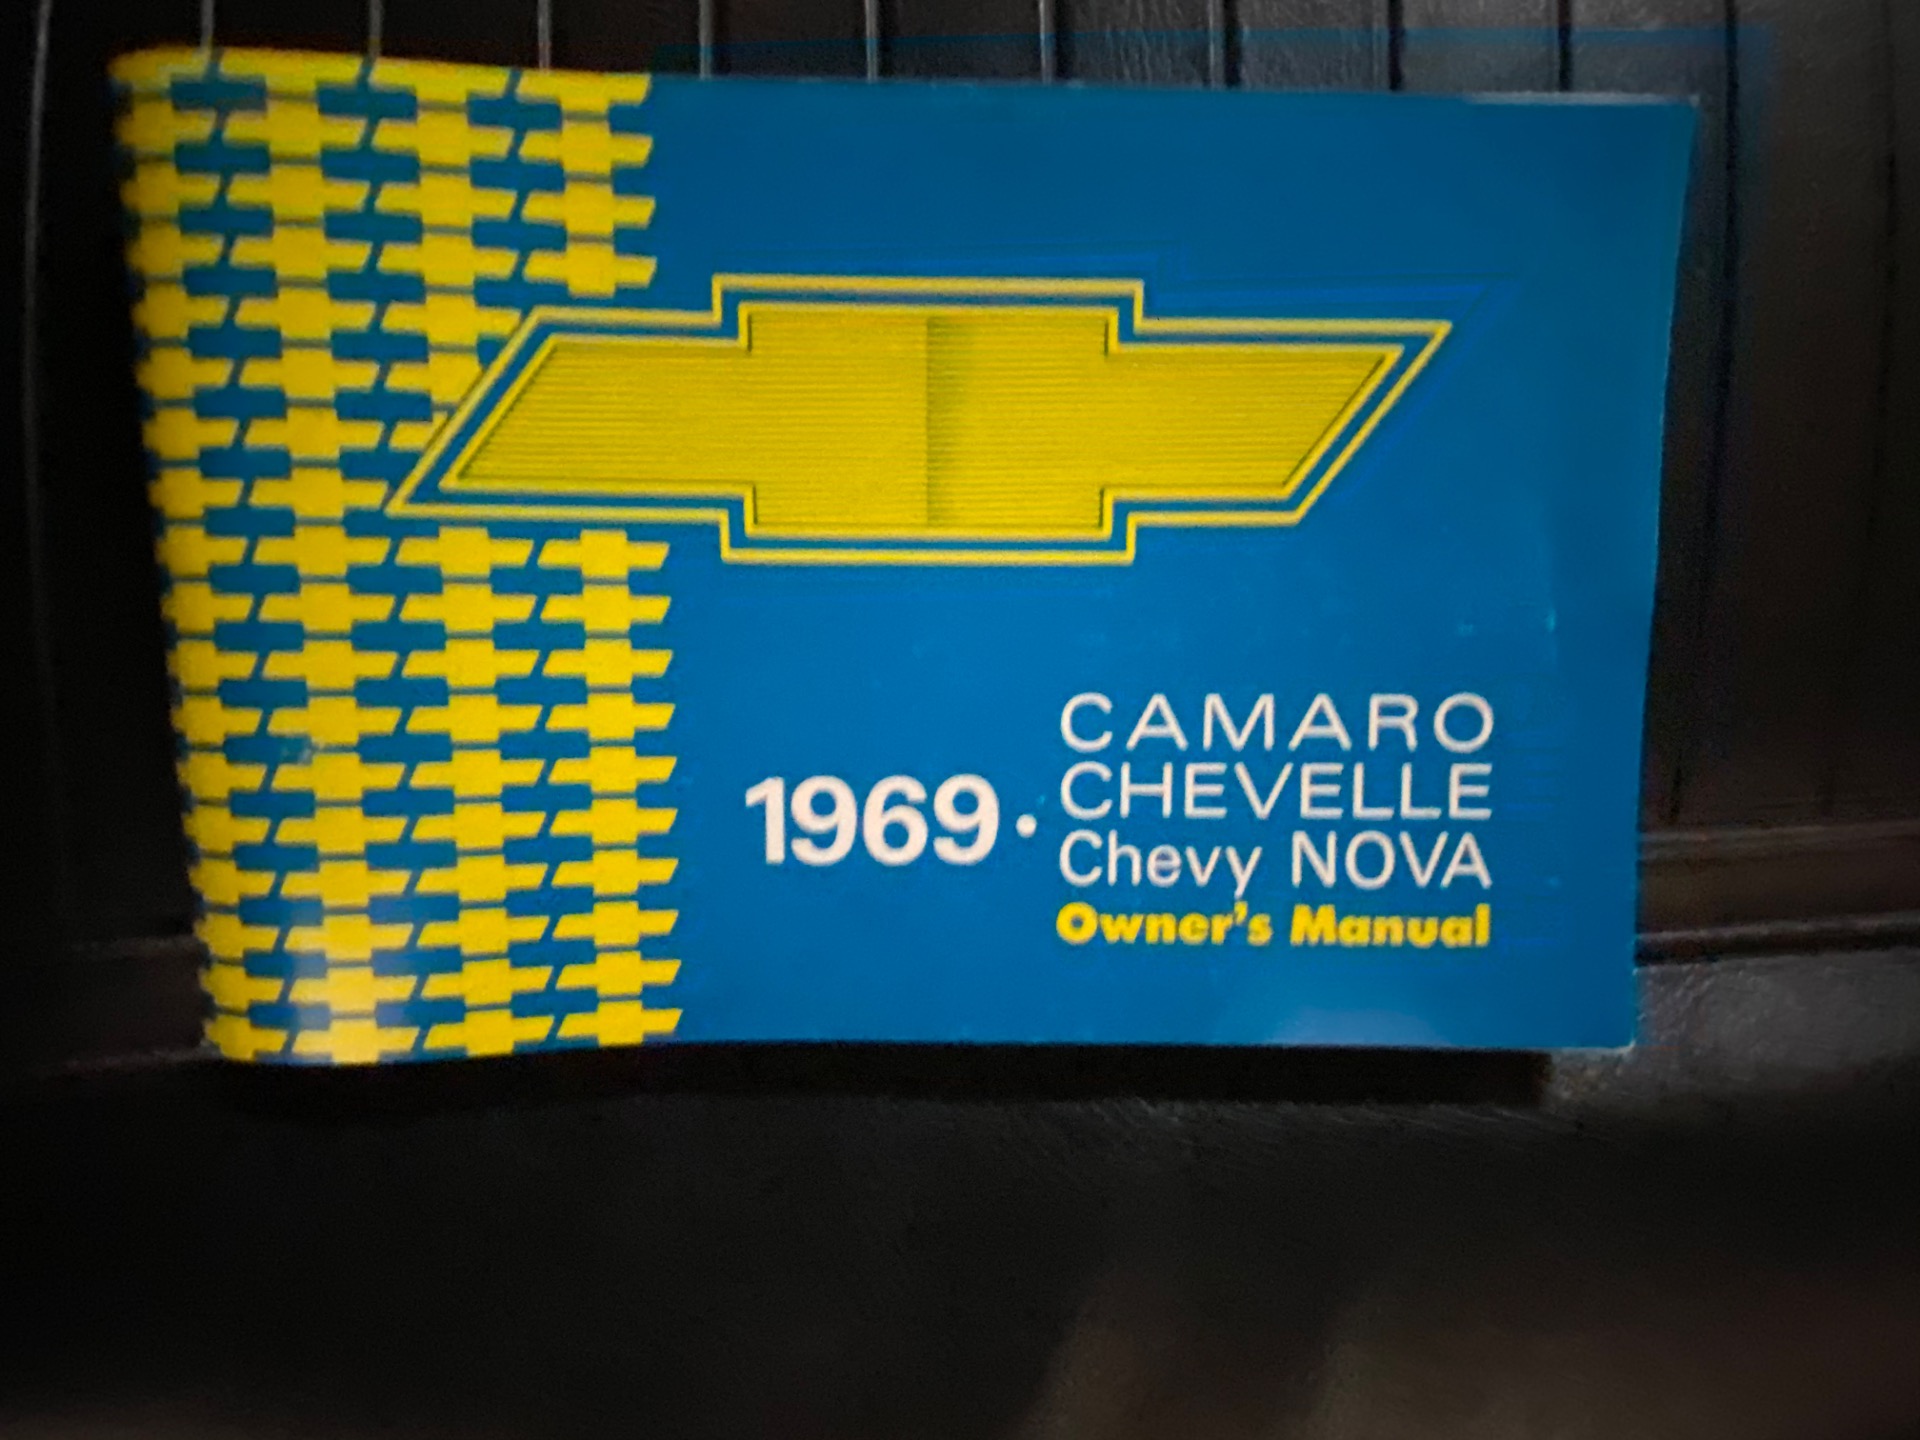 1969 •
CAMARO
CHEVELLE
Chevy NOVA
Owner's Manual